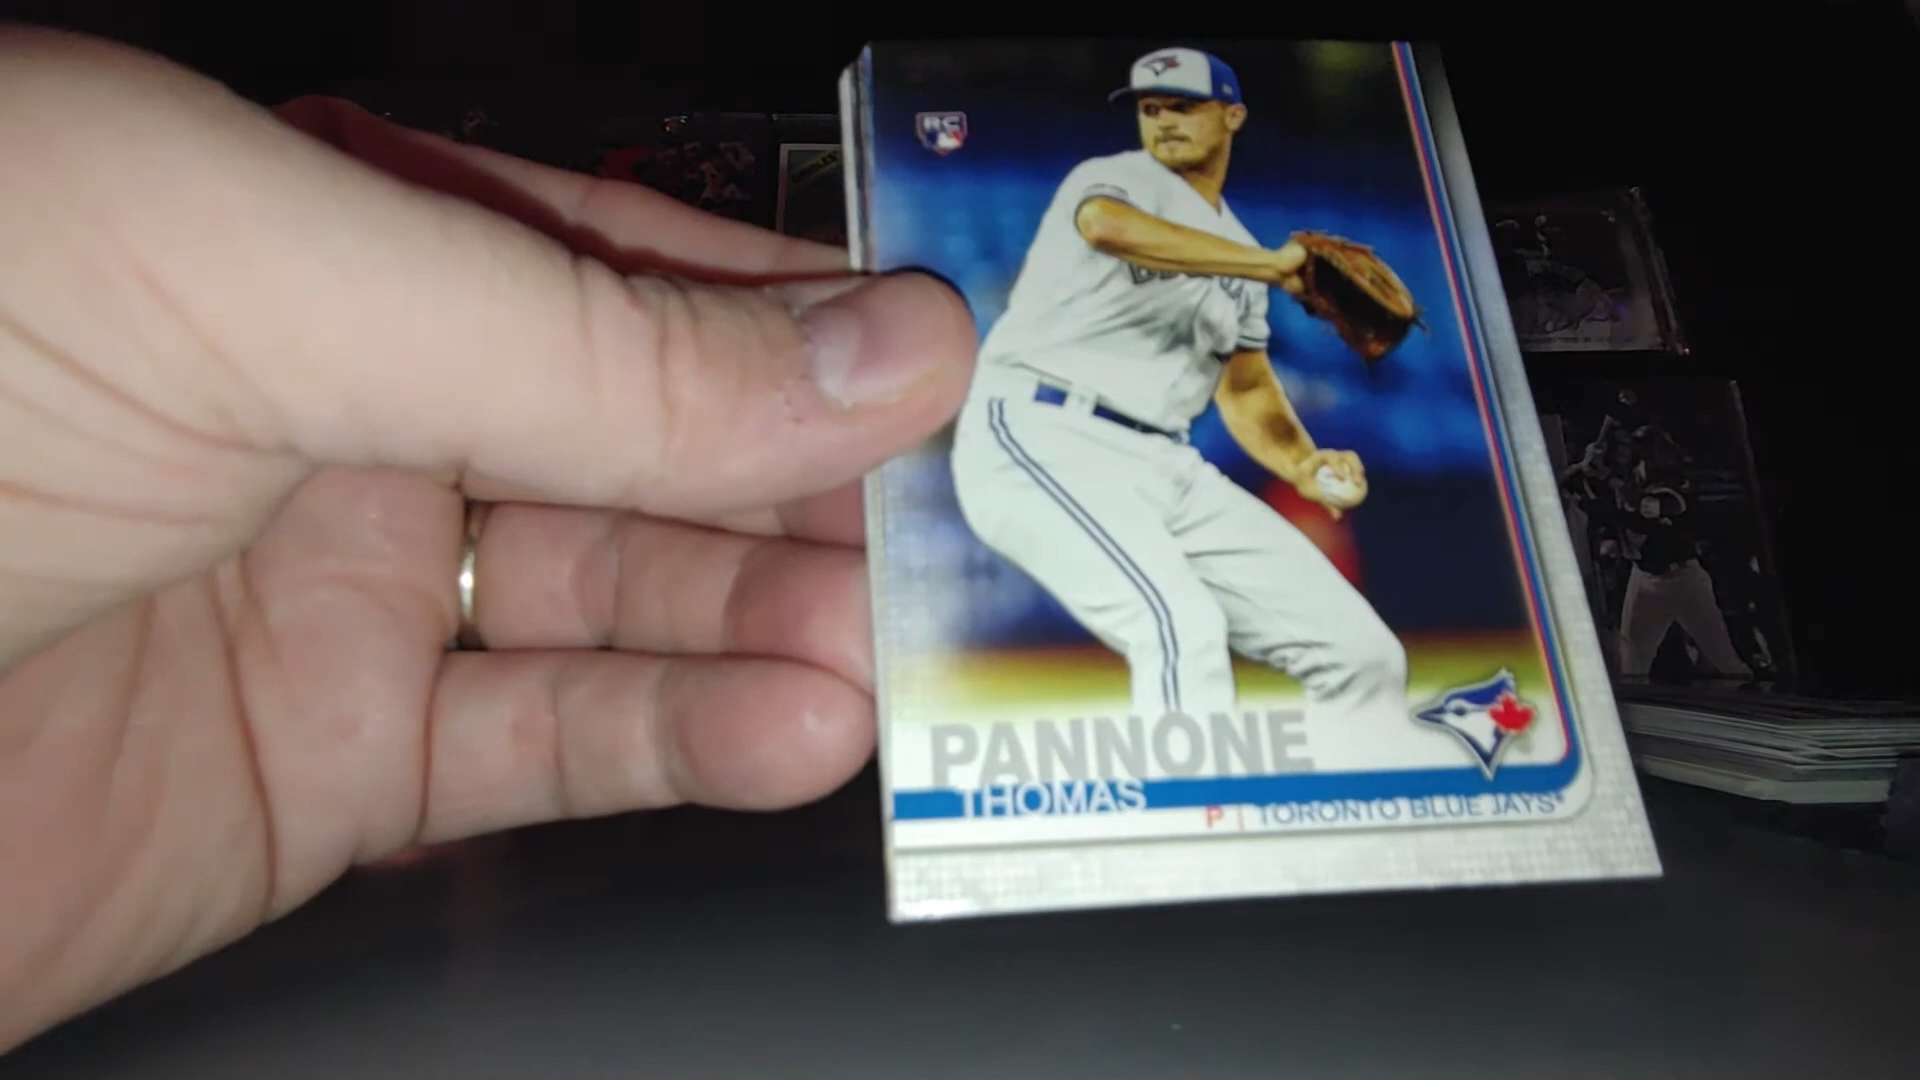 RC
PANNONE
THOMAS
P | TORONTO BLUE JAYS